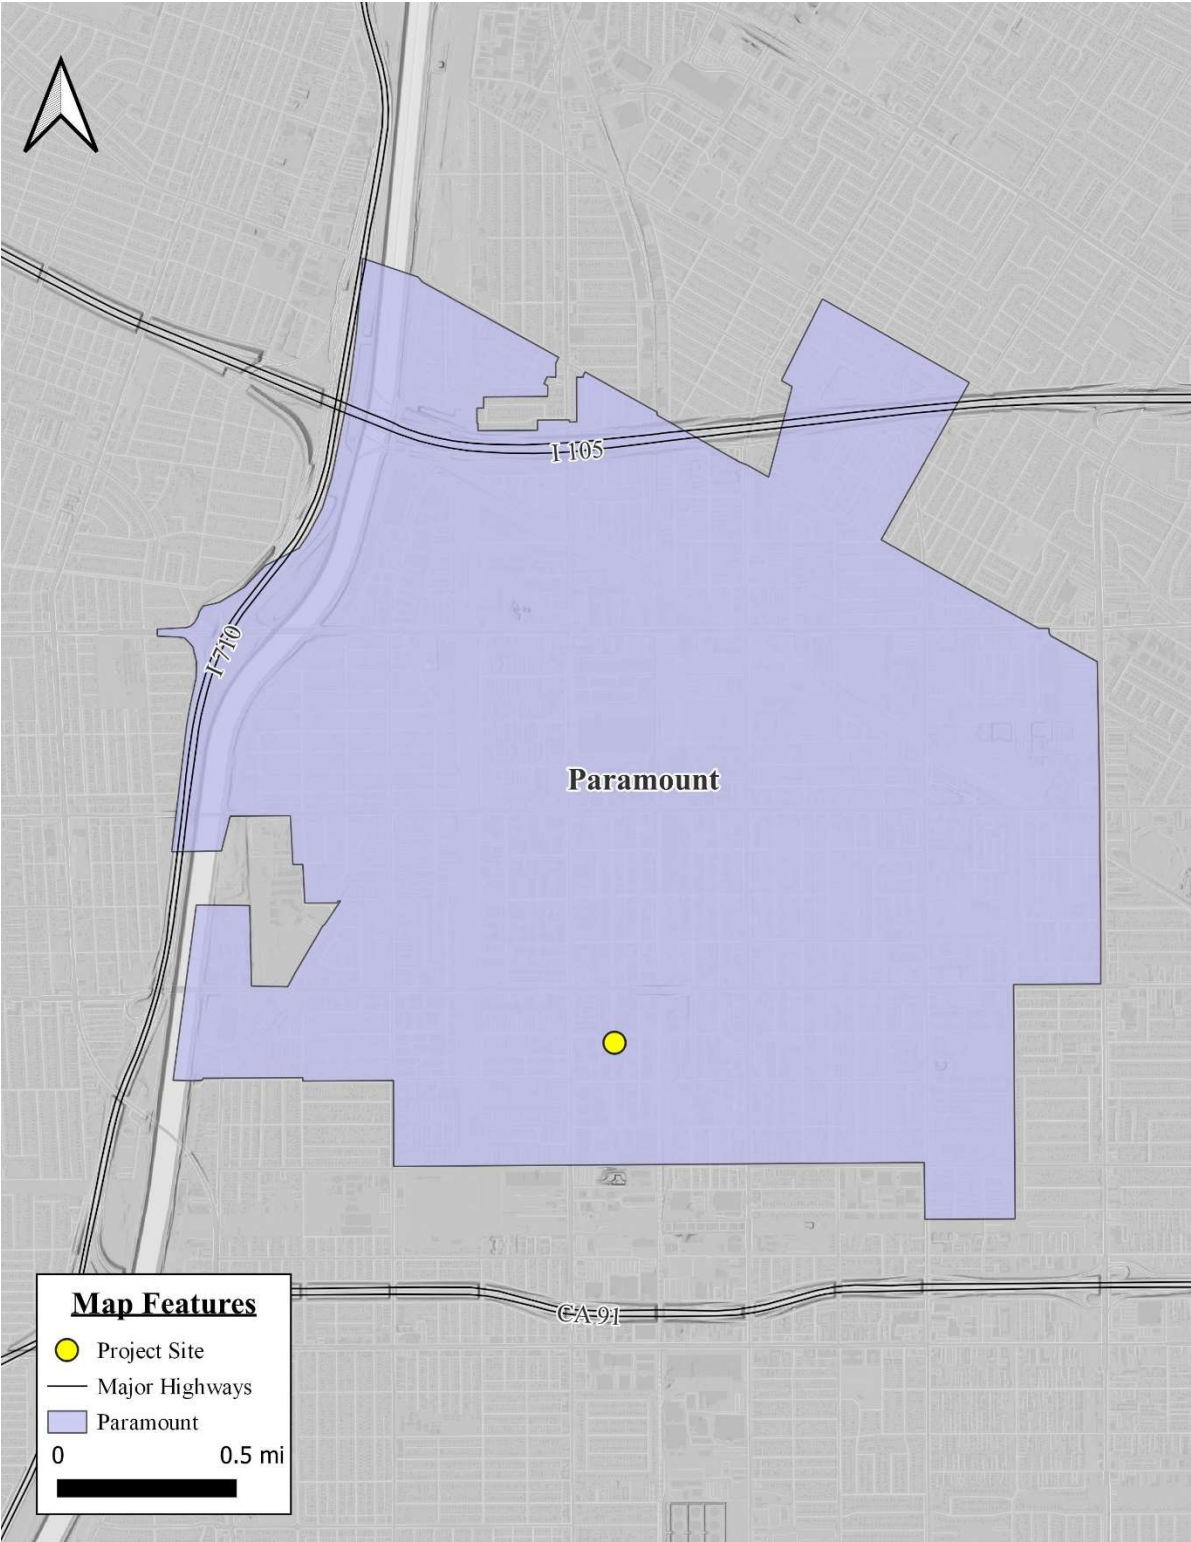 I 105
I 710
Paramount
CA 91
Map Features
Project Site
Major Highways
Paramount
0 0.5 mi